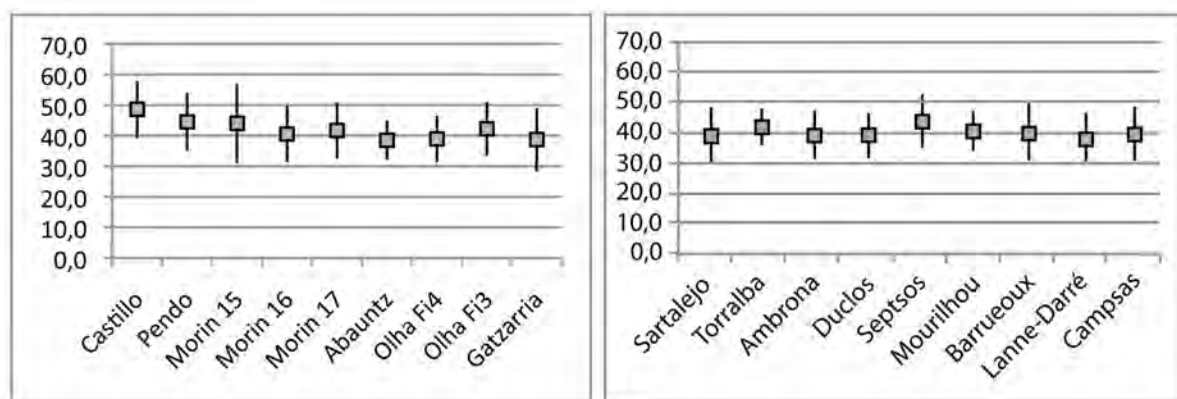 70,0
60,0
50,0
40,0
30,0
20,0
10,0
0,0
Castillo
Pendo
Morin 15
Morin 16
Morin 17
Abauntz
Olha Fi4
Olha Fi3
Gatzarria
70,0
60,0
50,0
40,0
30,0
20,0
10,0
0,0
Sartalejo
Torralba
Ambrona
Duclos
Septsos
Mourilhou
Barrueoux
Lanne-Darré
Campsas